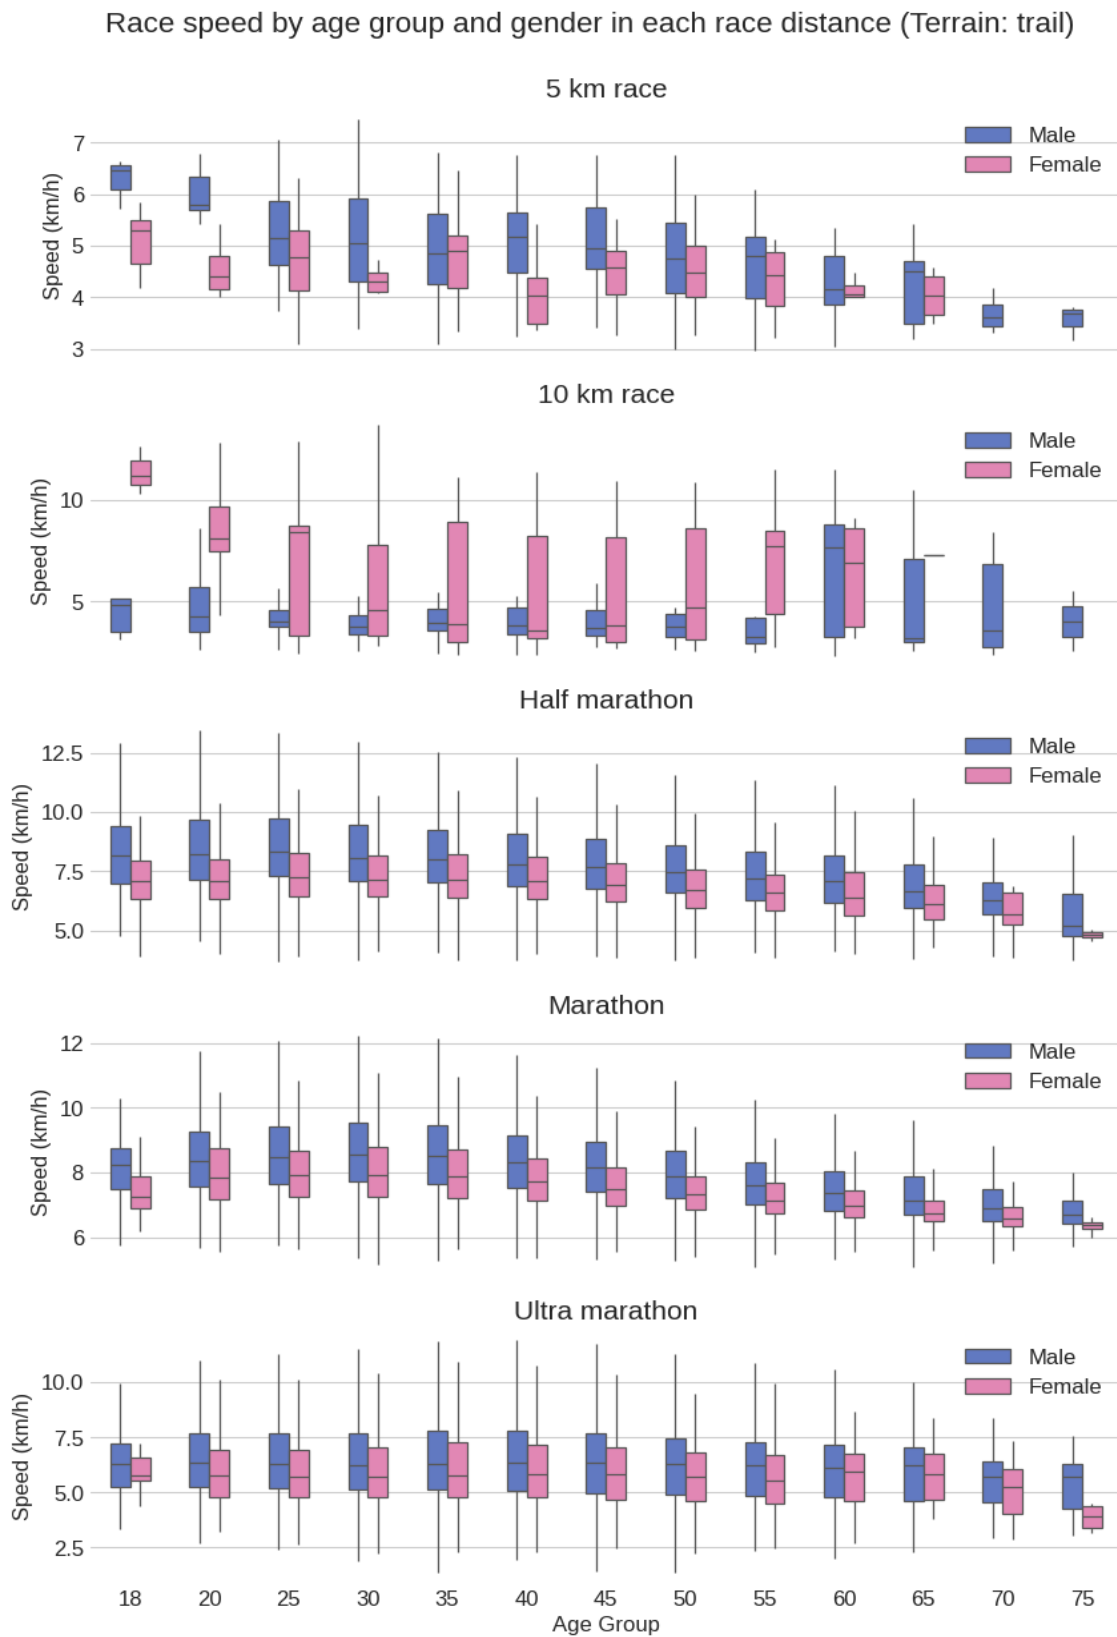 Race speed by age group and gender in each race distance (Terrain: trail)
5 km race
Speed (km/h)
7
6
5
4
3
Male
Female
10 km race
Speed (km/h)
10
5
Male
Female
Half marathon
Speed (km/h)
12.5
10.0
7.5
5.0
Male
Female
Marathon
Speed (km/h)
12
10
8
6
Male
Female
Ultra marathon
Speed (km/h)
10.0
7.5
5.0
2.5
Male
Female
18 20 25 30 35 40 45 50 55 60 65 70 75
Age Group